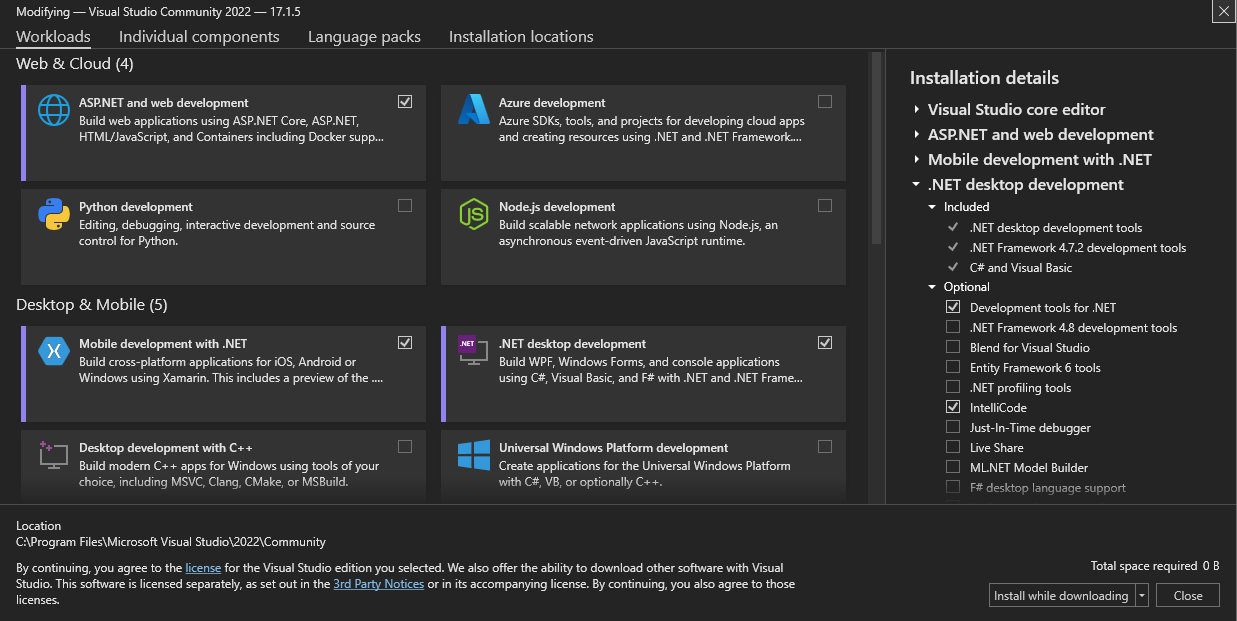 Modifying — Visual Studio Community 2022 — 17.1.5
Workloads Individual components Language packs Installation locations
Web & Cloud (4)
ASP.NET and web development
Build web applications using ASP.NET Core, ASP.NET,
HTML/JavaScript, and Containers including Docker supp...
Azure development
Azure SDKs, tools, and projects for developing cloud apps
and creating resources using .NET and .NET Framework....
Python development
Editing, debugging, interactive development and source
control for Python.
JS
Node.js development
Build scalable network applications using Node.js, an
asynchronous event-driven JavaScript runtime.
Desktop & Mobile (5)
Mobile development with .NET
Build cross-platform applications for iOS, Android or
Windows using Xamarin. This includes a preview of the ....
.NET
.NET desktop development
Build WPF, Windows Forms, and console applications
using C#, Visual Basic, and F# with .NET and .NET Frame...
Desktop development with C++
Build modern C++ apps for Windows using tools of your
choice, including MSVC, Clang, CMake, or MSBuild.
Universal Windows Platform development
Create applications for the Universal Windows Platform
with C#, VB, or optionally C++.
Installation details
Visual Studio core editor
ASP.NET and web development
Mobile development with .NET
.NET desktop development
Included
.NET desktop development tools
.NET Framework 4.7.2 development tools
C# and Visual Basic
Optional
Development tools for .NET
.NET Framework 4.8 development tools
Blend for Visual Studio
Entity Framework 6 tools
.NET profiling tools
IntelliCode
Just-In-Time debugger
Live Share
ML.NET Model Builder
F# desktop language support
Location
C:\Program Files\Microsoft Visual Studio\2022\Community
By continuing, you agree to the license for the Visual Studio edition you selected. We also offer the ability to download other software with Visual
Studio. This software is licensed separately, as set out in the 3rd Party Notices or in its accompanying license. By continuing, you also agree to those
licenses.
Total space required 0 B
Install while downloading
Close